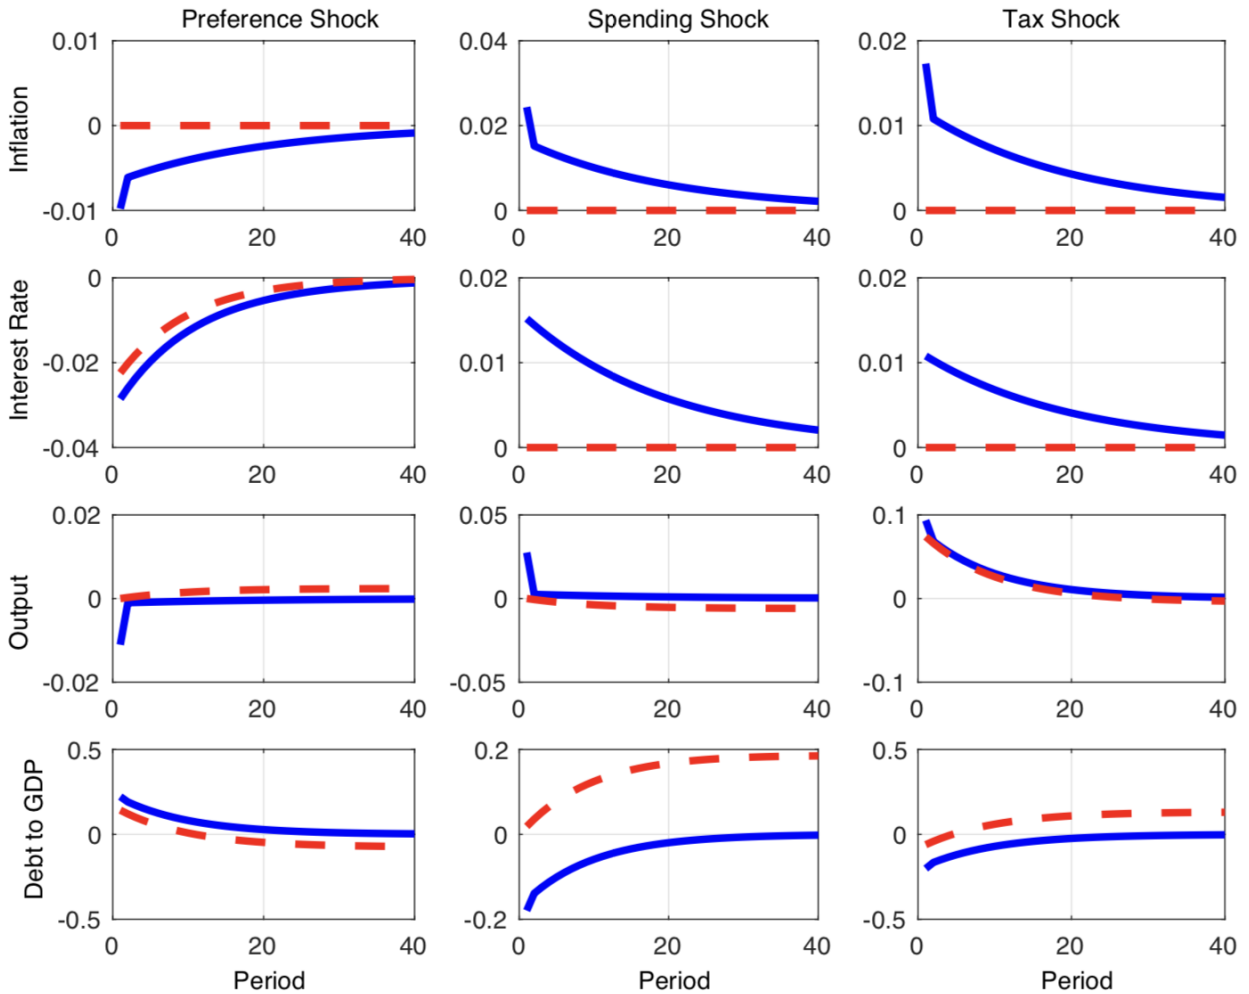 Preference Shock Spending Shock Tax Shock
0.01 0.04 0.02
Inflation
0 0.02 0.01
-0.01 0 0
0 20 40 0 20 40 0 20 40
0 0.02 0.02
Interest Rate
-0.02 0.01 0.01
-0.04 0 0
0 20 40 0 20 40 0 20 40
0.02 0.05 0.1
Output
0 0 0
-0.02 -0.05 -0.1
0 20 40 0 20 40 0 20 40
0.5 0.2 0.5
Debt to GDP
0 0 0
-0.5 -0.2 -0.5
0 20 40 0 20 40 0 20 40
Period Period Period